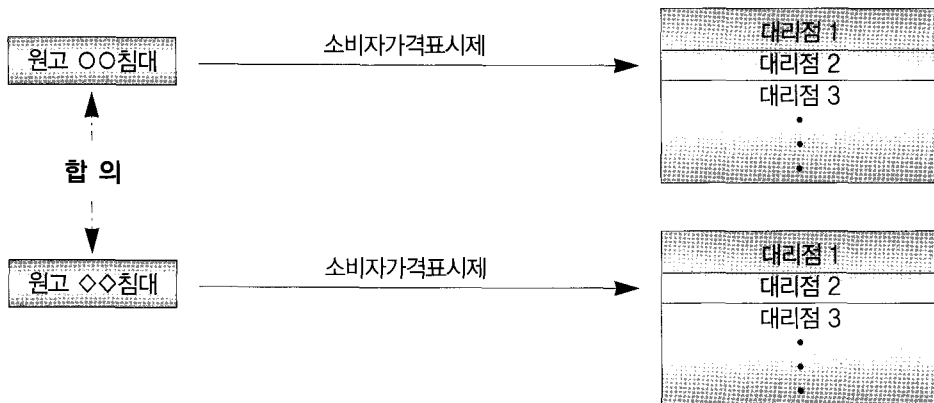 원고 ○○침대
소비자가격표시제
대리점 1
대리점 2
대리점 3
합 의
원고 ◇◇침대
소비자가격표시제
대리점 1
대리점 2
대리점 3